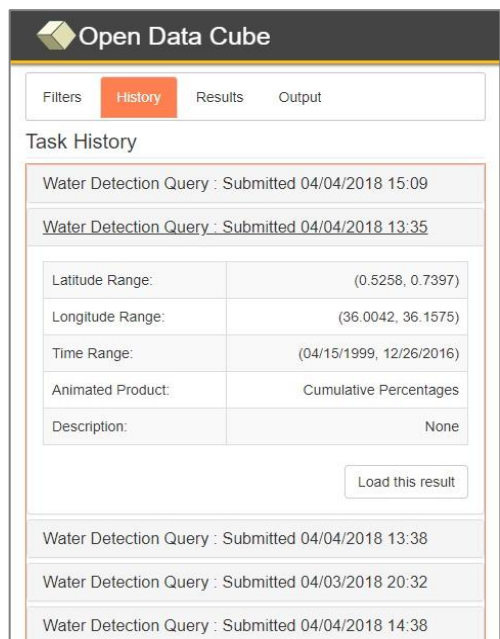 Open Data Cube
Filters History Results Output
Task History
Water Detection Query : Submitted 04/04/2018 15:09
Water Detection Query : Submitted 04/04/2018 13:35
Latitude Range: (0.5258, 0.7397)
Longitude Range: (36.0042, 36.1575)
Time Range: (04/15/1999, 12/26/2016)
Animated Product: Cumulative Percentages
Description: None
Load this result
Water Detection Query : Submitted 04/04/2018 13:38
Water Detection Query : Submitted 04/03/2018 20:32
Water Detection Query : Submitted 04/04/2018 14:38